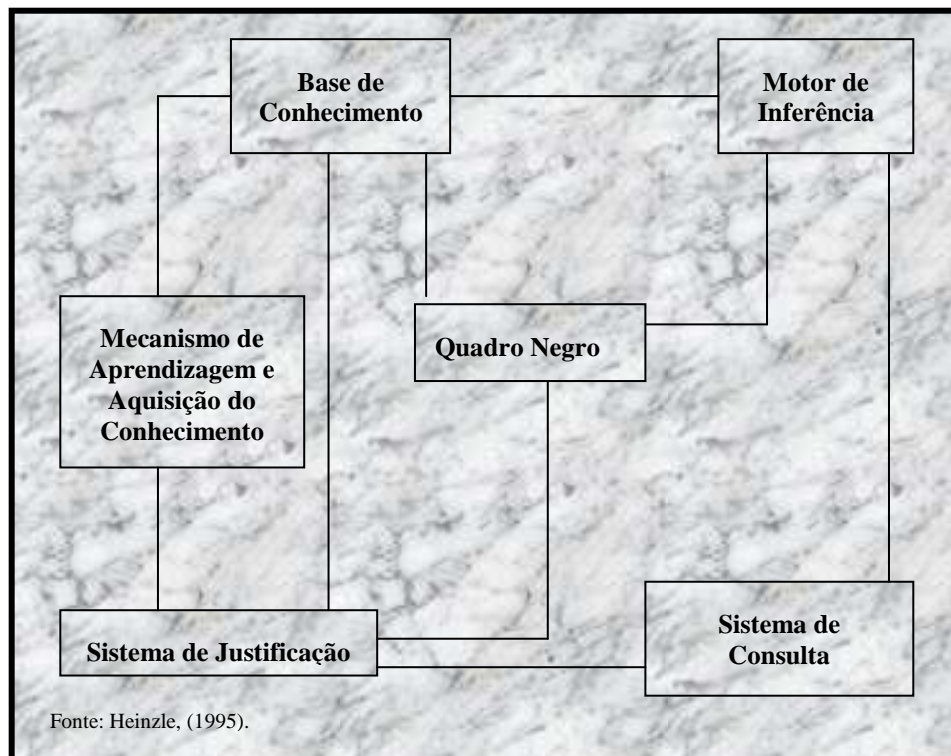 Base de
Conhecimento
Motor de
Inferência
Mecanismo de
Aprendizagem e
Aquisição do
Conhecimento
Quadro Negro
Sistema de Justificação
Sistema de
Consulta
Fonte: Heinzle, (1995).